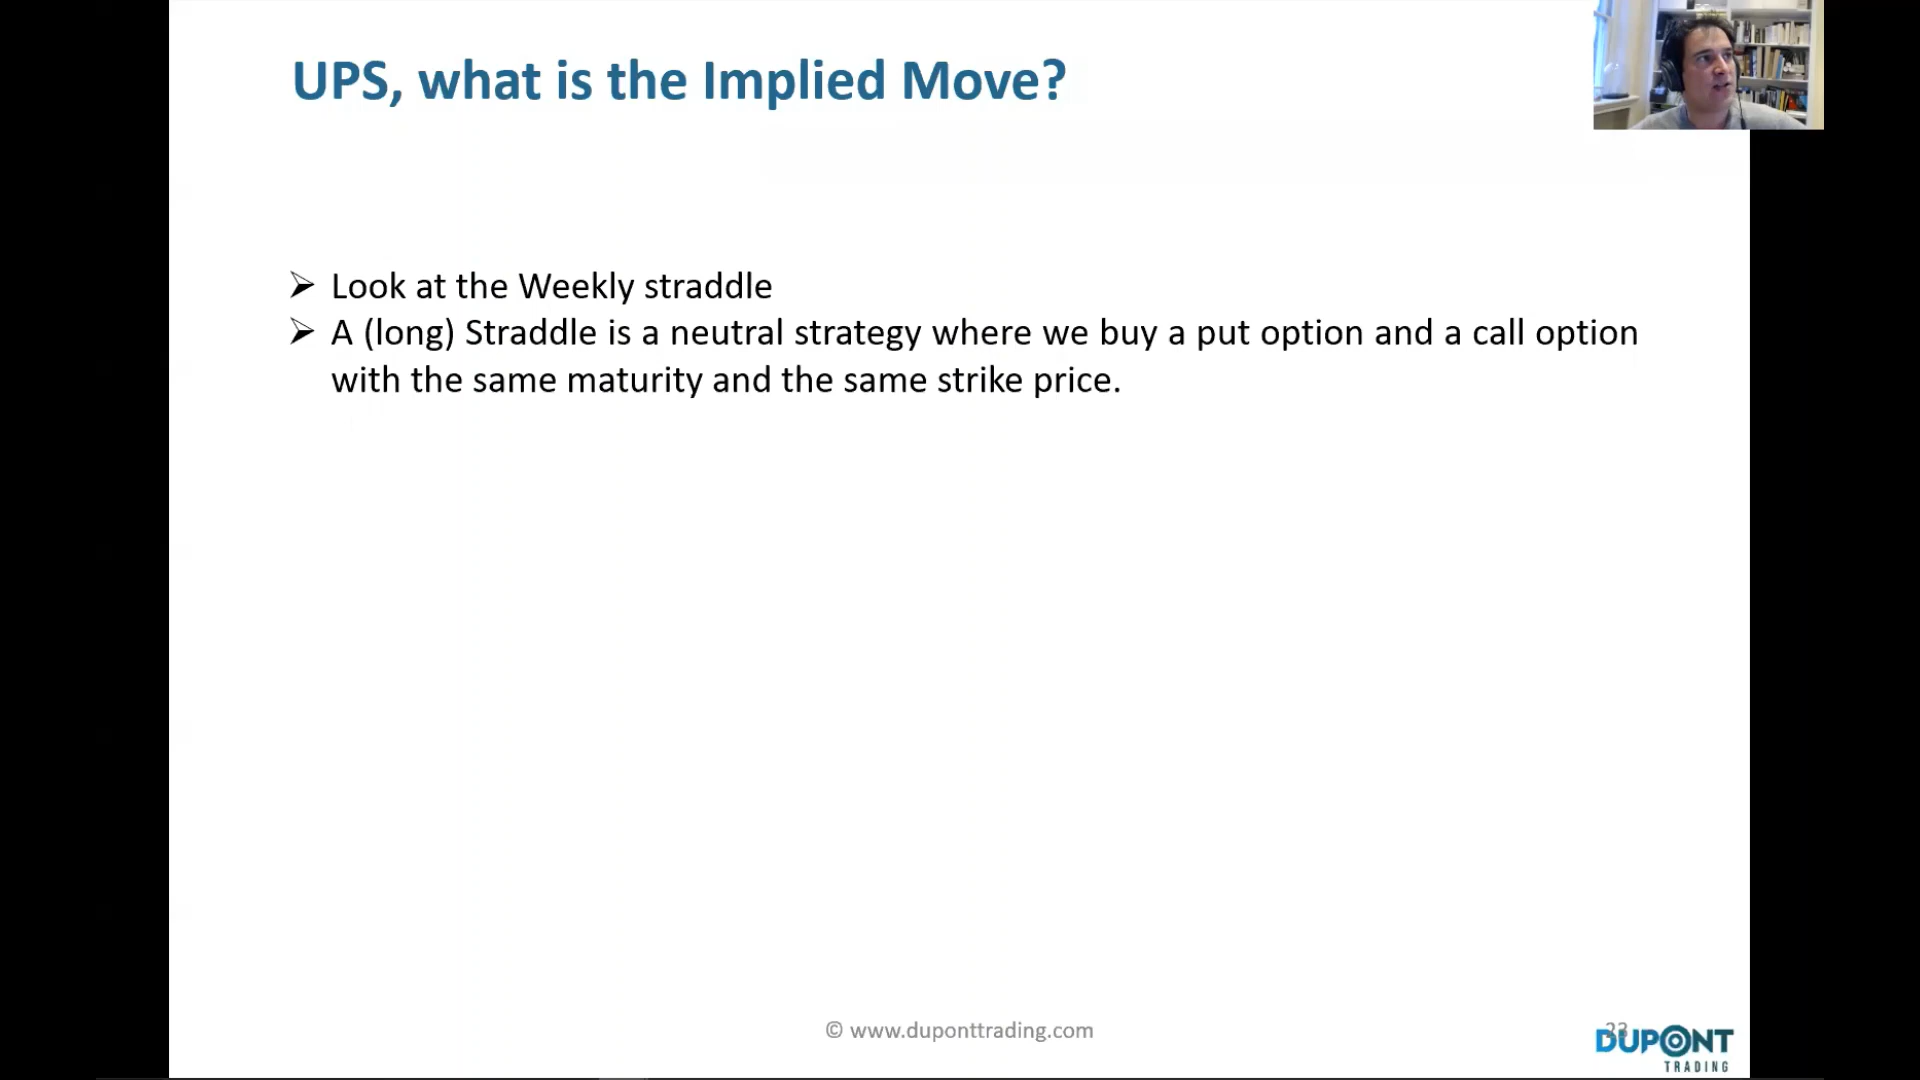 UPS, what is the Implied Move?
➢ Look at the Weekly straddle
➢ A (long) Straddle is a neutral strategy where we buy a put option and a call option
with the same maturity and the same strike price.
© www.duponttrading.com
23
DUPONT
TRADING